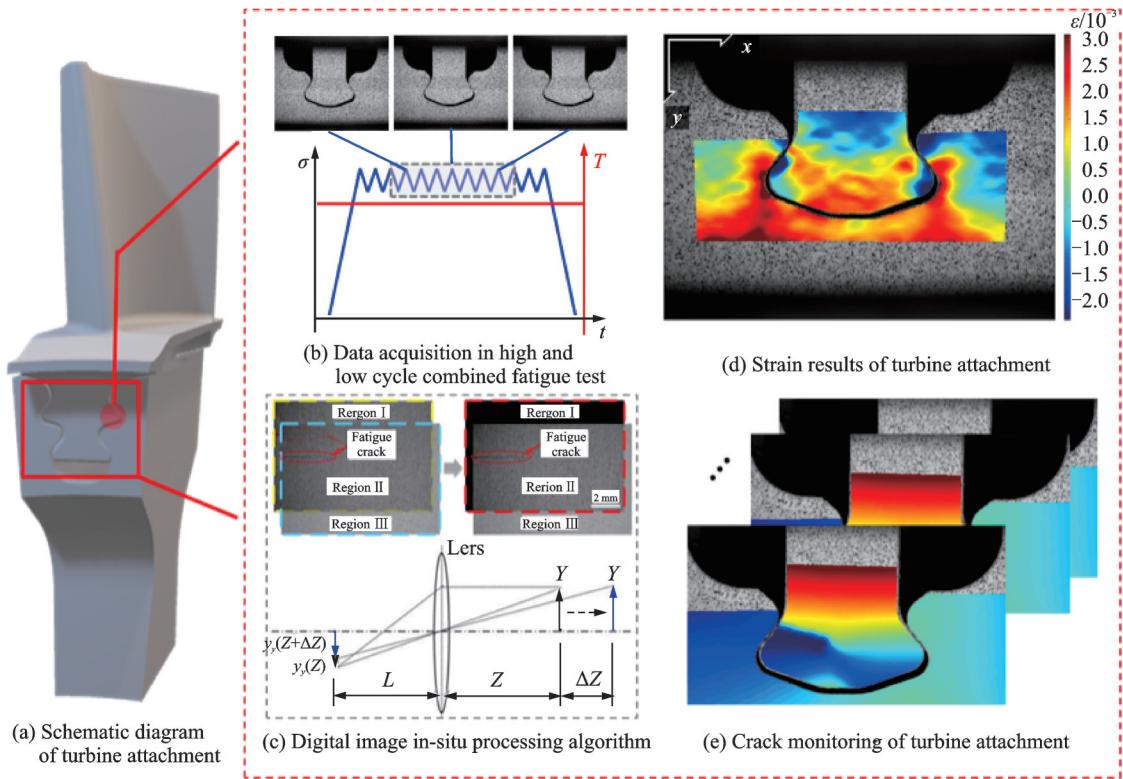 (a) Schematic diagram
of turbine attachment
σ
T
t
(b) Data acquisition in high and
low cycle combined fatigue test
Rergon I
Fatigue
crack
Region II
Region III
Rergon I
Fatigue
crack
Rerion II
2 mm
Region III
Lers
Y
Y
y_y(Z+ΔZ)
y_y(Z)
L
Z
ΔZ
(c) Digital image in-situ processing algorithm
x
y
ε/10⁻³
3.0
2.5
2.0
1.5
1.0
0.5
0
−0.5
−1.0
−1.5
−2.0
(d) Strain results of turbine attachment
(e) Crack monitoring of turbine attachment